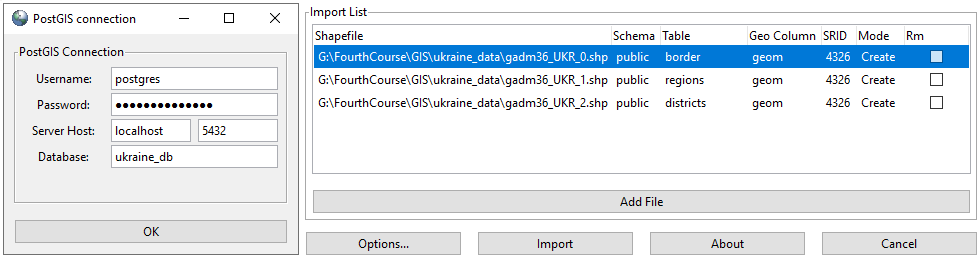 PostGIS connection
PostGIS Connection
Username: postgres
Password: ●●●●●●●●●●●●●●
Server Host: localhost 5432
Database: ukraine_db
OK
Import List
Shapefile Schema Table Geo Column SRID Mode Rm
G:\FourthCourse\GIS\ukraine_data\gadm36_UKR_0.shp public border geom 4326 Create
G:\FourthCourse\GIS\ukraine_data\gadm36_UKR_1.shp public regions geom 4326 Create
G:\FourthCourse\GIS\ukraine_data\gadm36_UKR_2.shp public districts geom 4326 Create
Add File
Options... Import About Cancel